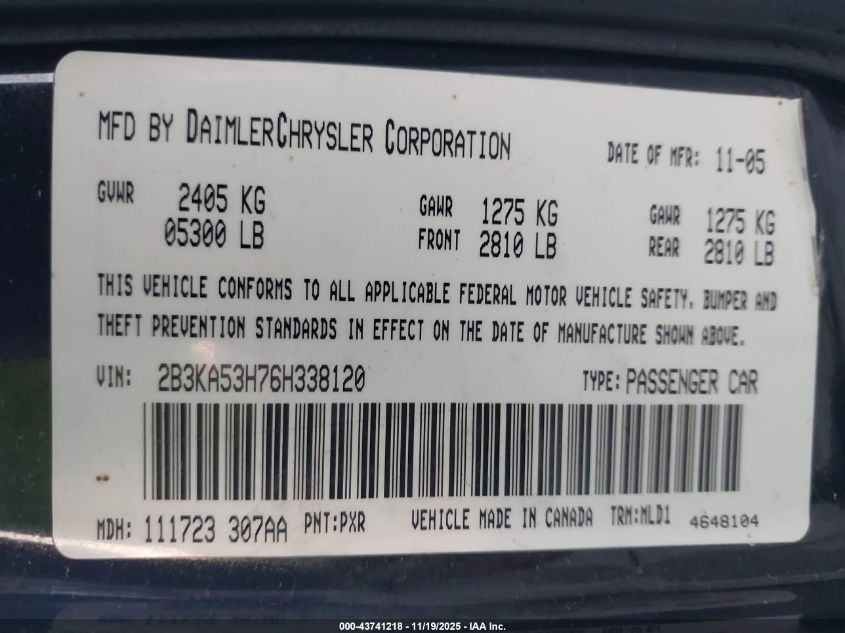 MFD BY DAIMLERCHRYSLER CORPORATION
DATE OF MFR: 11-05
GVWR 2405 KG
05300 LB
GAWR 1275 KG
FRONT 2810 LB
GAWR 1275 KG
REAR 2810 LB
THIS VEHICLE CONFORMS TO ALL APPLICABLE FEDERAL MOTOR VEHICLE SAFETY, BUMPER AND
THEFT PREVENTION STANDARDS IN EFFECT ON THE DATE OF MANUFACTURE SHOWN ABOVE.
VIN: 2B3KA53H76H338120
TYPE: PASSENGER CAR
MDH: 111723 307AA PNT:PXR VEHICLE MADE IN CANADA TRM:MLD1 4648104
000-43741218 - 11/19/2025 - IAA Inc.